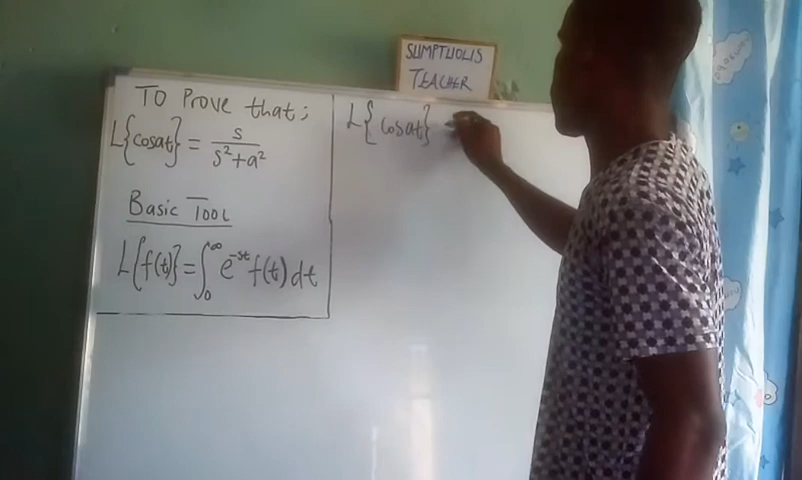 SUMPTUOUS
TEACHER
TO Prove that;
L{cosat} = s/s²+a²
Basic Tool
L{f(t)} = ∫₀^∞ e^-st f(t) dt
L{cosat} =